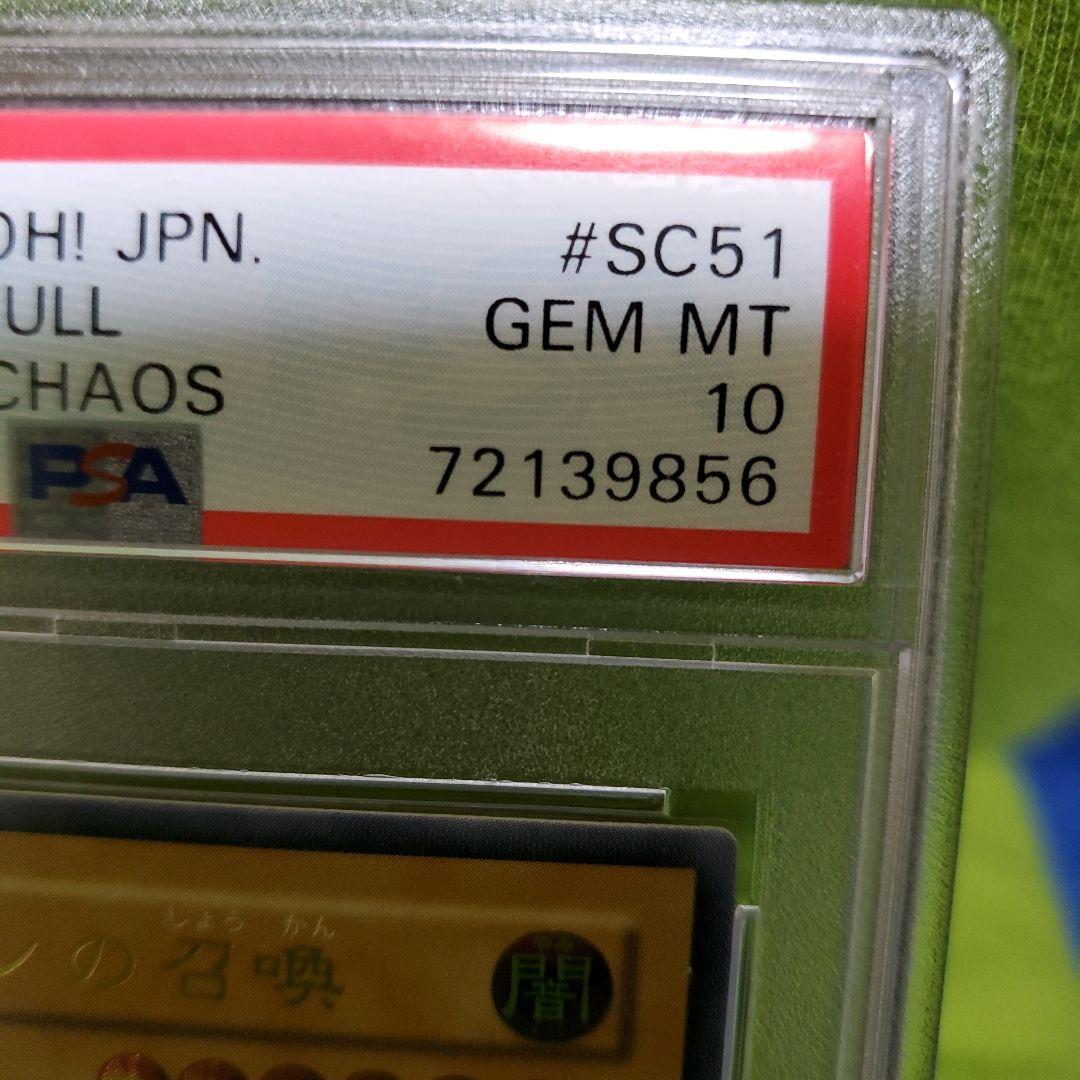 OH! JPN. #SC51
ULL GEM MT
CHAOS 10
PSA 72139856
しょう かん
ンの召喚 闇